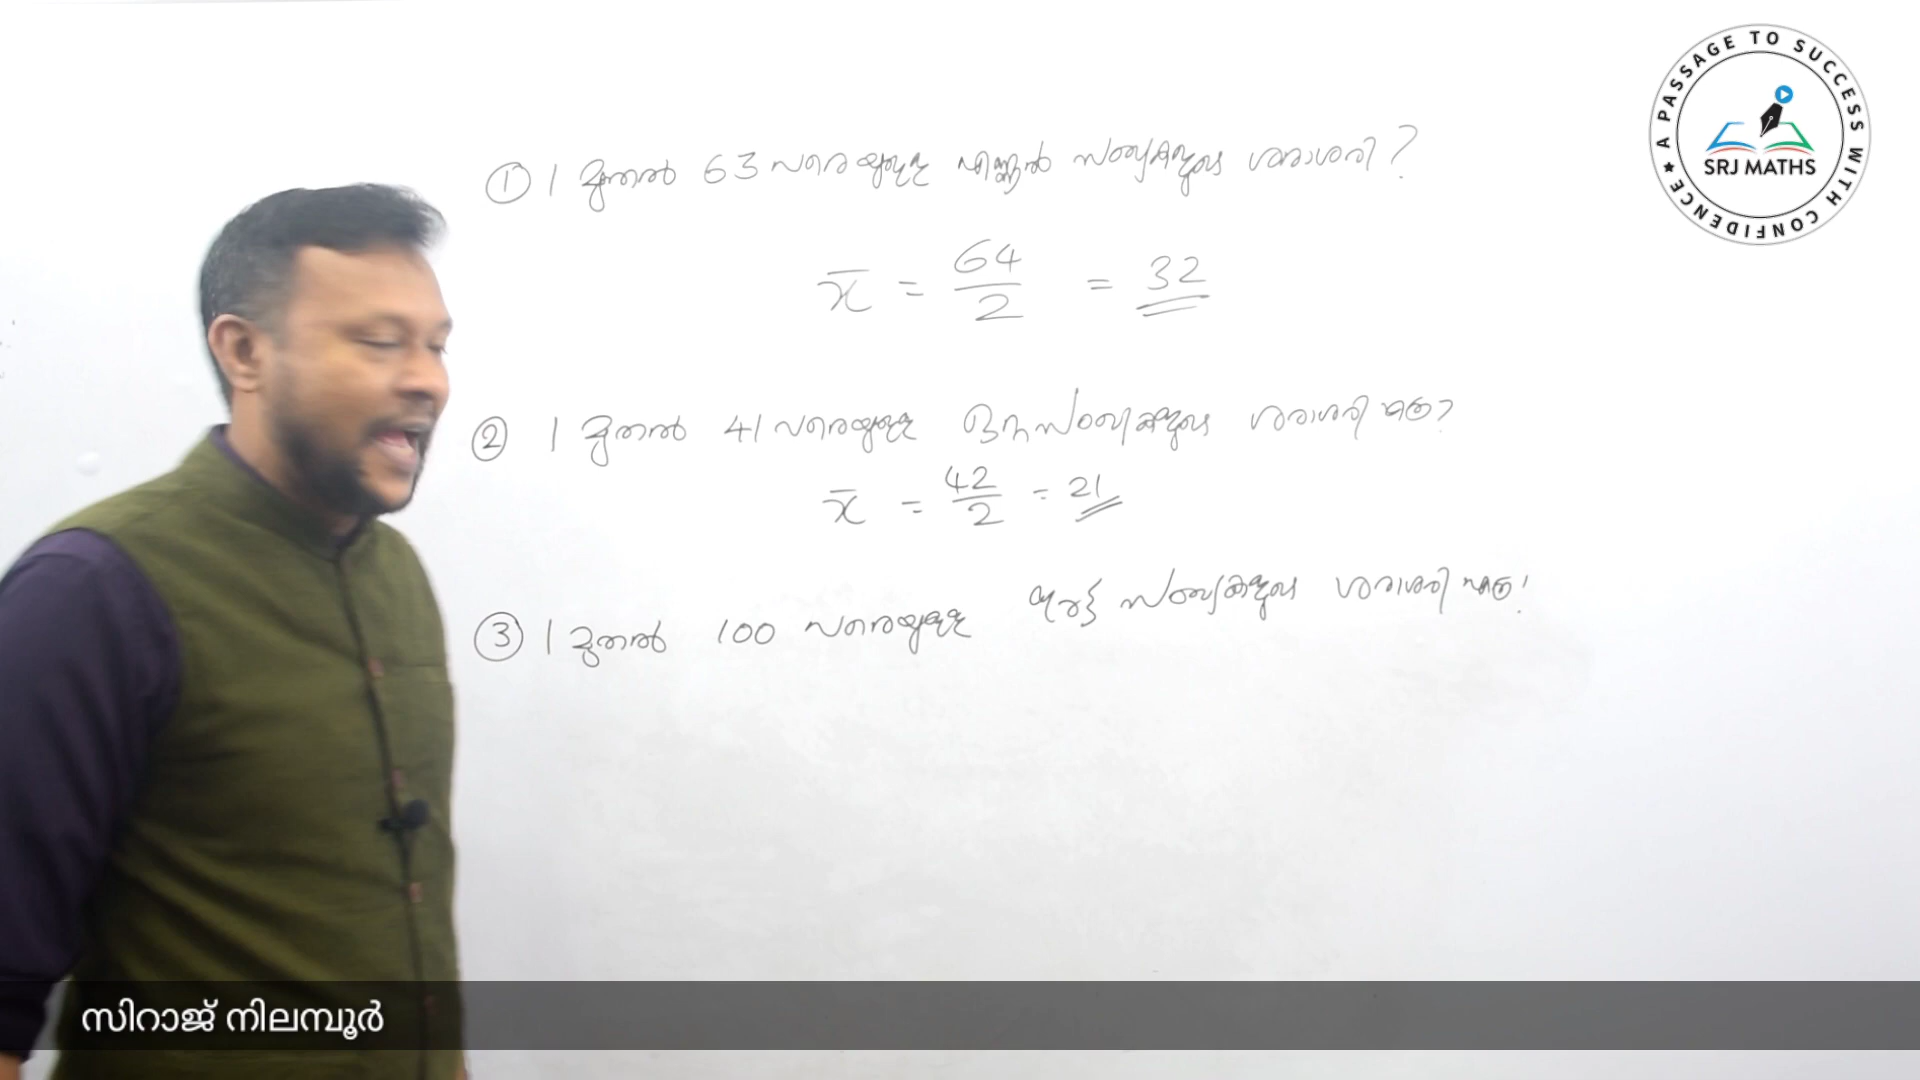 A PASSAGE TO SUCCESS WITH CONFIDENCE ★
SRJ MATHS
① 1 മുതൽ 63 വരെയുള്ള എണ്ണൽ സംഖ്യകളുടെ ശരാശരി ?
x̄ = 64/2 = 32
② 1 മുതൽ 41 വരെയുള്ള ഒറ്റസംഖ്യകളുടെ ശരാശരി എത്ര?
x̄ = 42/2 = 21
③ 1 മുതൽ 100 വരെയുള്ള ഇരട്ട സംഖ്യകളുടെ ശരാശരി എത്ര?
സിറാജ് നിലമ്പൂർ